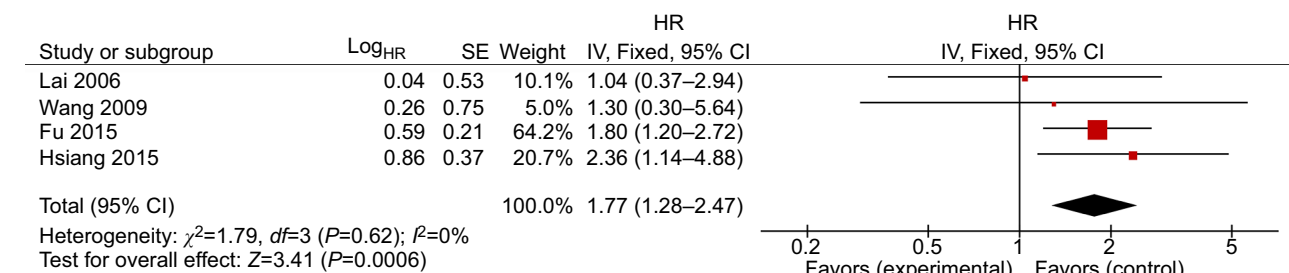 HR HR
Study or subgroup Log_HR SE Weight IV, Fixed, 95% CI IV, Fixed, 95% CI
Lai 2006 0.04 0.53 10.1% 1.04 (0.37–2.94)
Wang 2009 0.26 0.75 5.0% 1.30 (0.30–5.64)
Fu 2015 0.59 0.21 64.2% 1.80 (1.20–2.72)
Hsiang 2015 0.86 0.37 20.7% 2.36 (1.14–4.88)
Total (95% CI) 100.0% 1.77 (1.28–2.47)
Heterogeneity: χ²=1.79, df=3 (P=0.62); I²=0%
Test for overall effect: Z=3.41 (P=0.0006)
0.2 0.5 1 2 5
Favors (experimental) Favors (control)